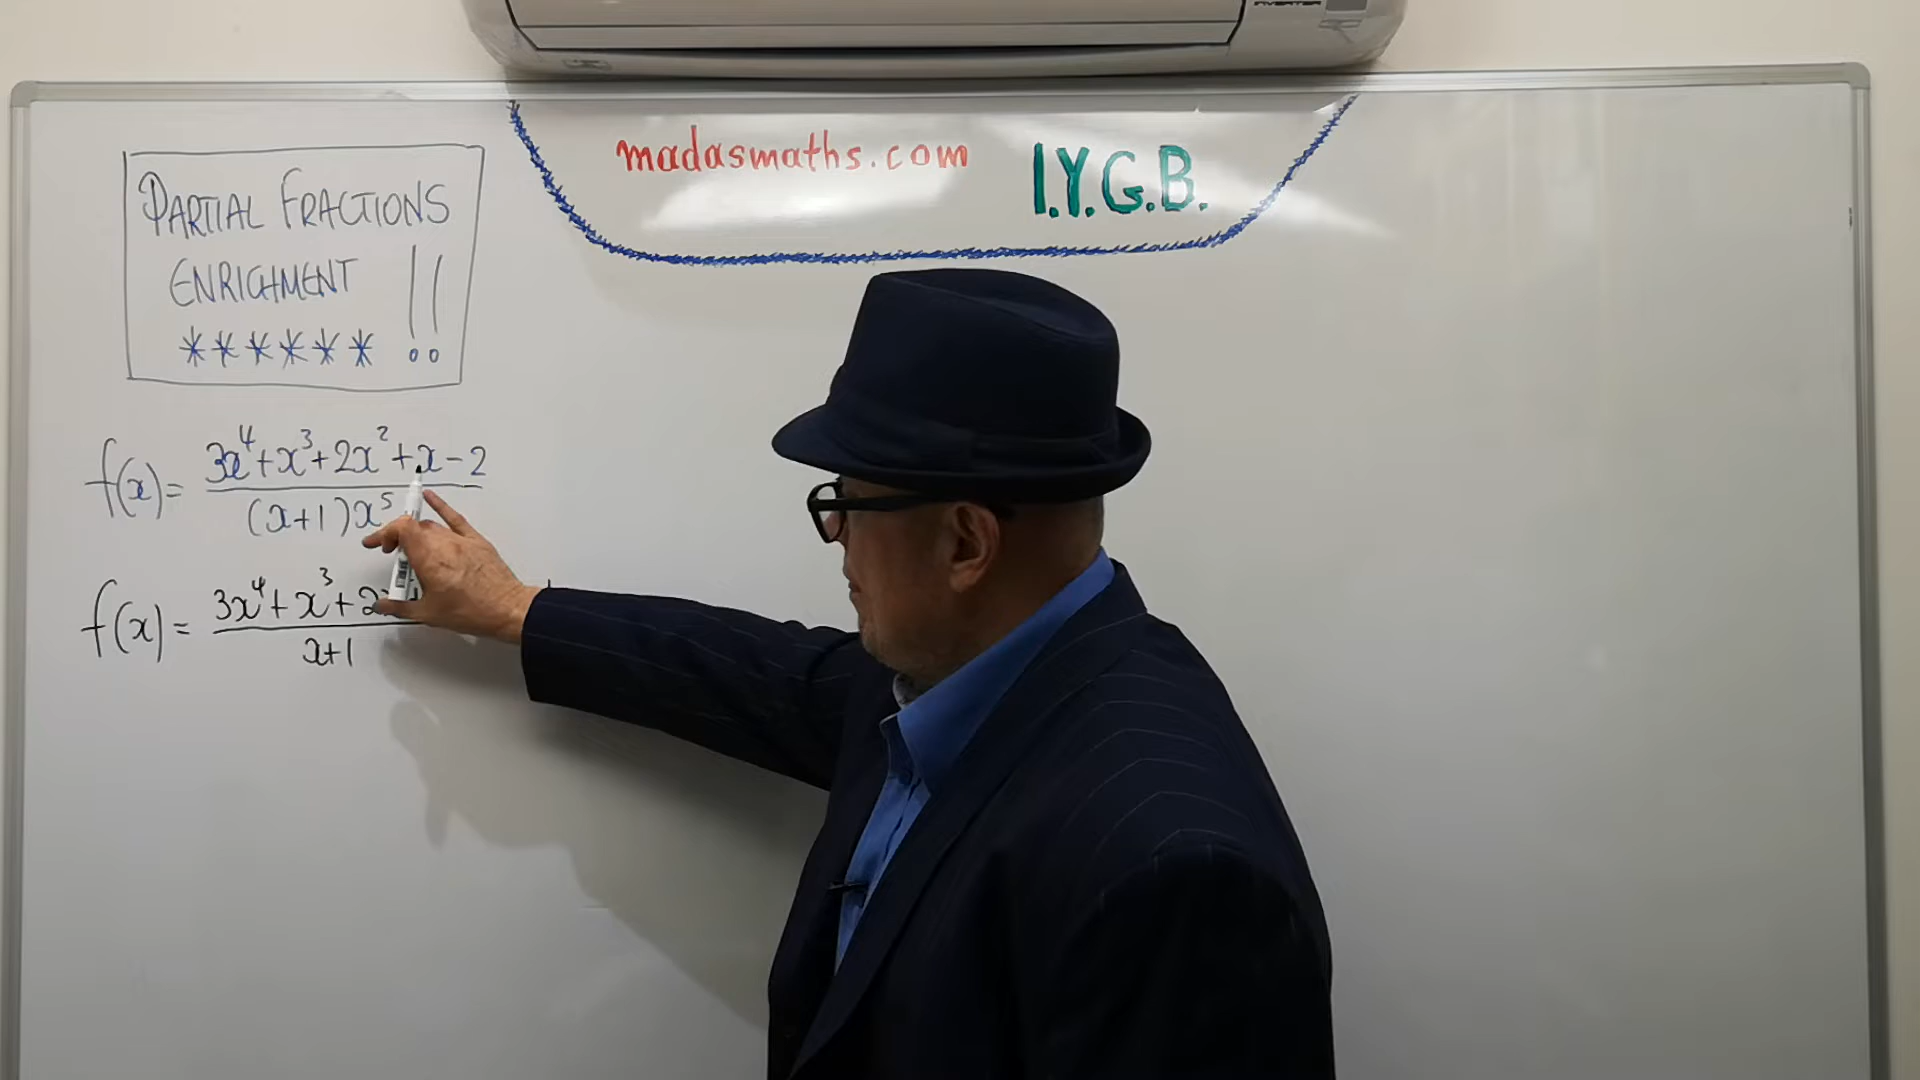 madasmaths.com I.Y.G.B.
PARTIAL FRACTIONS
ENRICHMENT !!
******
f(x) = 3x⁴+x³+2x²+x-2
(x+1)x⁵
f(x) = 3x⁴+x³+2
x+1